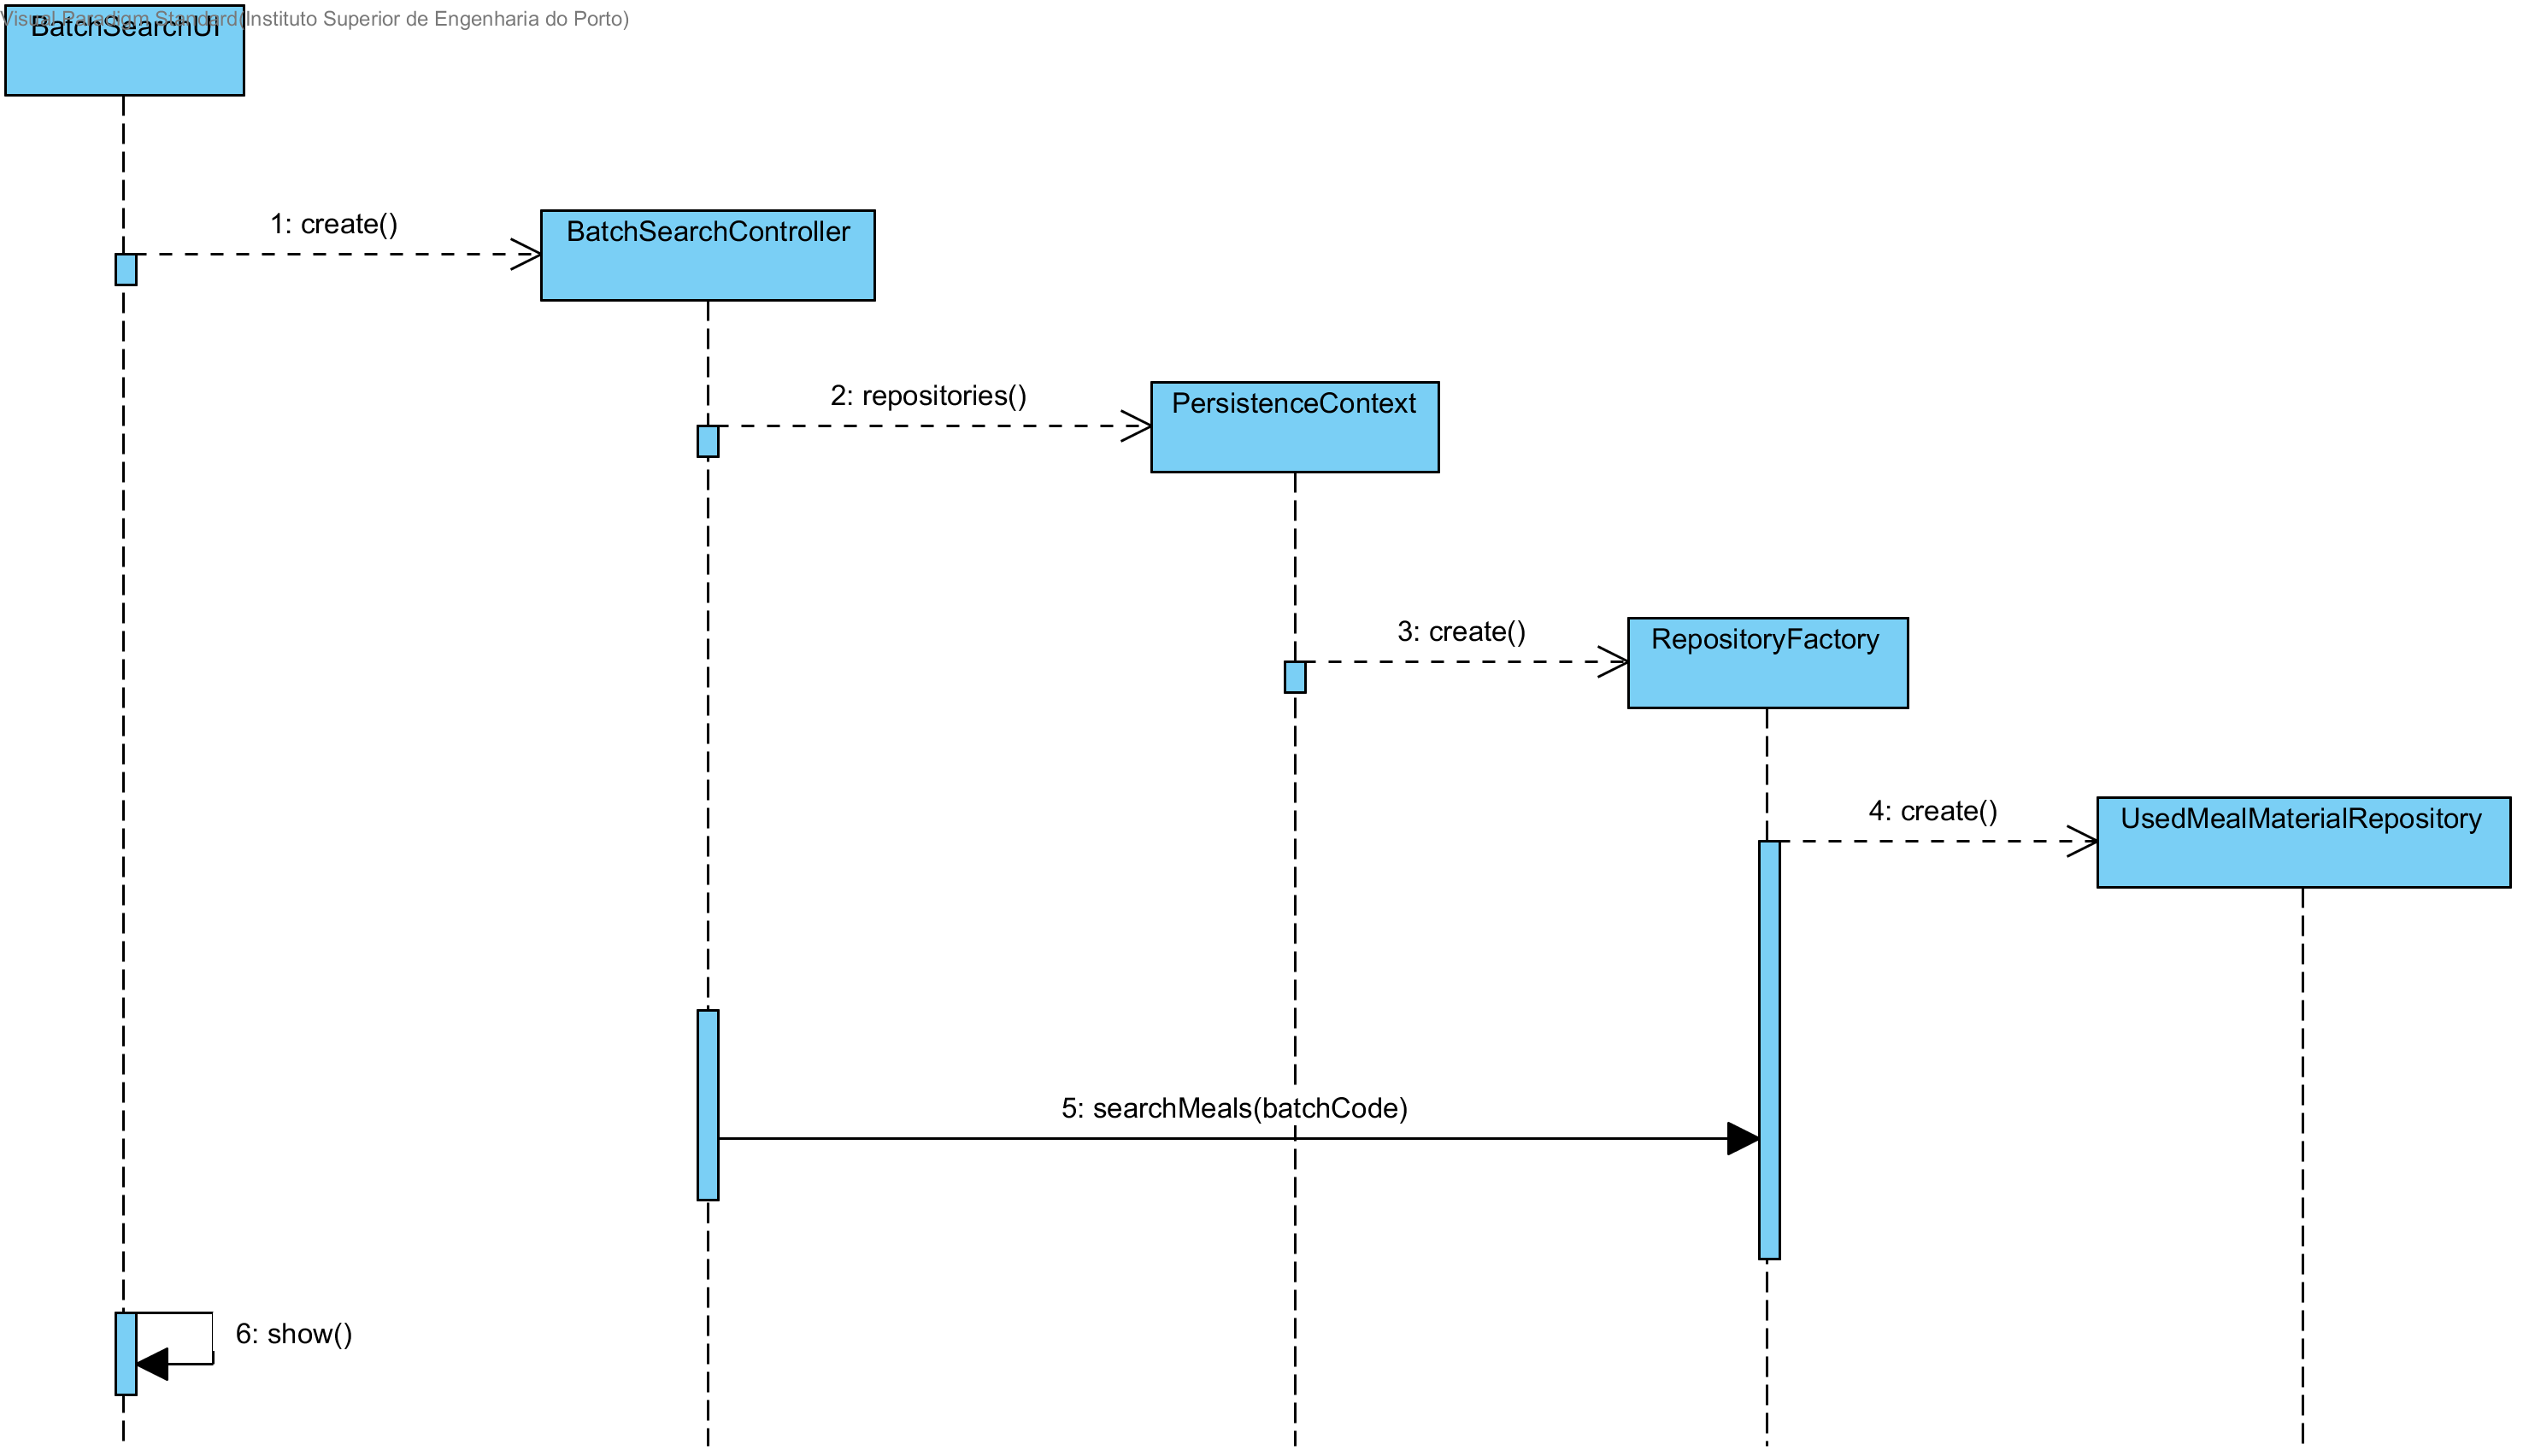 Visual Paradigm Standard(Instituto Superior de Engenharia do Porto)
BatchSearchUI
1: create()
BatchSearchController
2: repositories()
PersistenceContext
3: create()
RepositoryFactory
4: create()
UsedMealMaterialRepository
5: searchMeals(batchCode)
6: show()